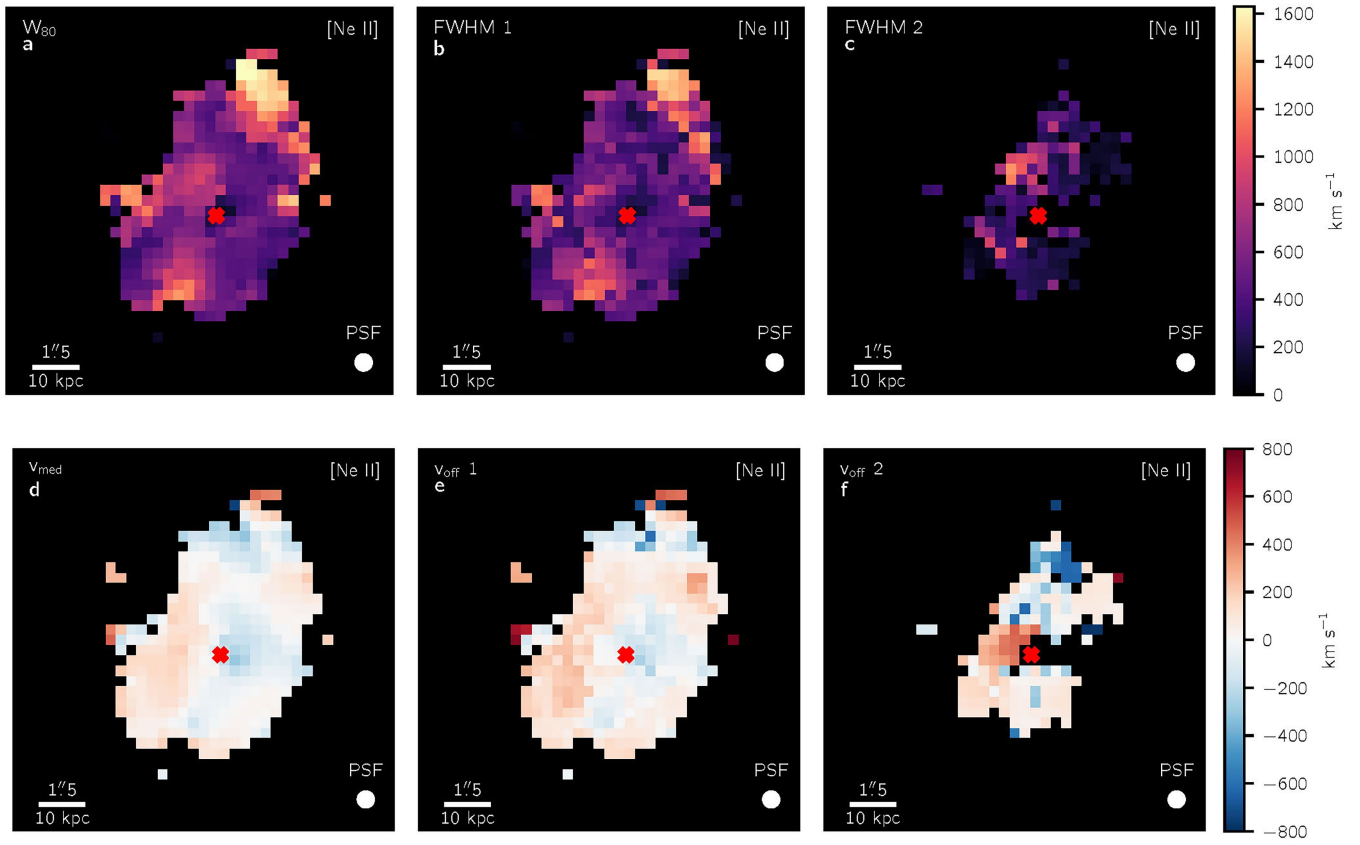 W80 [Ne II]
a
FWHM 1 [Ne II]
b
FWHM 2 [Ne II]
c
PSF
1".5
10 kpc
PSF
1".5
10 kpc
PSF
1".5
10 kpc
1600
1400
1200
1000
800
600
400
200
0
km s⁻¹
vmed [Ne II]
d
voff 1 [Ne II]
e
voff 2 [Ne II]
f
PSF
1".5
10 kpc
PSF
1".5
10 kpc
PSF
1".5
10 kpc
800
600
400
200
0
−200
−400
−600
−800
km s⁻¹